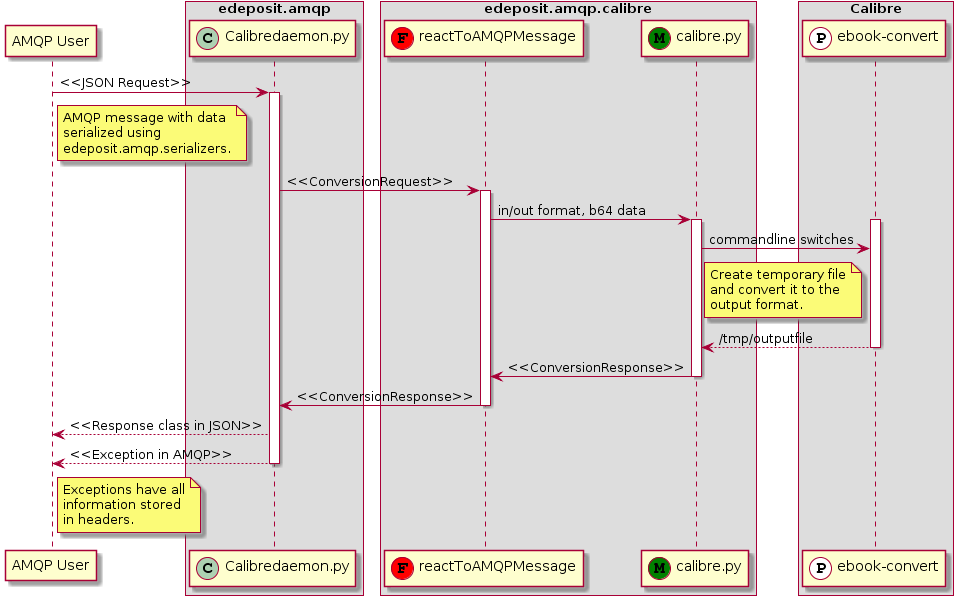 edeposit.amqp
edeposit.amqp.calibre
Calibre
AMQP User
C Calibredaemon.py
F reactToAMQPMessage
M calibre.py
P ebook-convert
<<JSON Request>>
AMQP message with data
serialized using
edeposit.amqp.serializers.
<<ConversionRequest>>
in/out format, b64 data
commandline switches
Create temporary file
and convert it to the
output format.
/tmp/outputfile
<<ConversionResponse>>
<<ConversionResponse>>
<<Response class in JSON>>
<<Exception in AMQP>>
Exceptions have all
information stored
in headers.
AMQP User
C Calibredaemon.py
F reactToAMQPMessage
M calibre.py
P ebook-convert